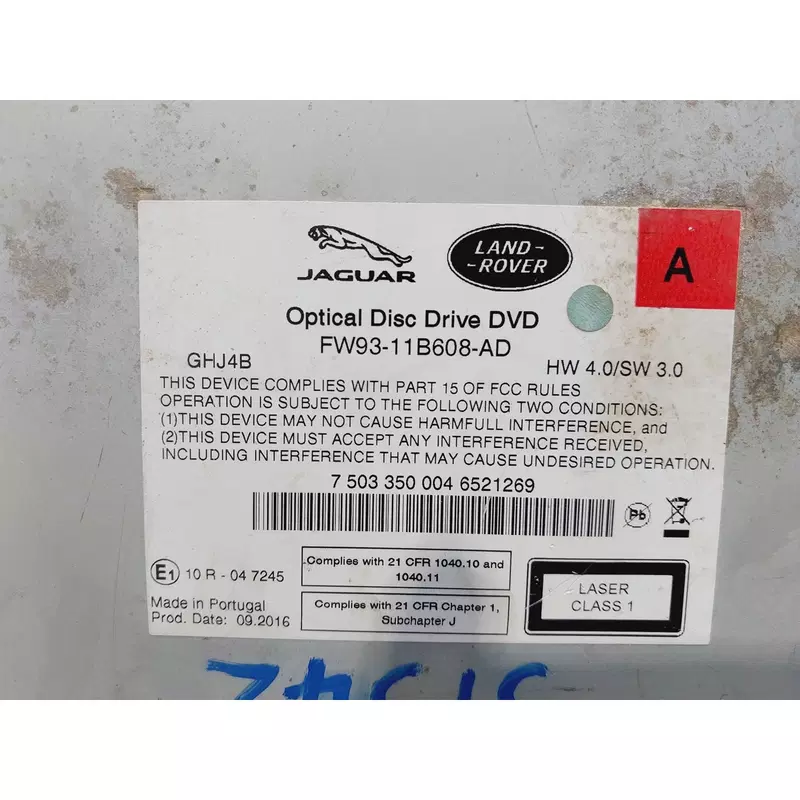 JAGUAR
LAND-
-ROVER
A
Optical Disc Drive DVD
FW93-11B608-AD
GHJ4B
HW 4.0/SW 3.0
THIS DEVICE COMPLIES WITH PART 15 OF FCC RULES
OPERATION IS SUBJECT TO THE FOLLOWING TWO CONDITIONS:
(1)THIS DEVICE MAY NOT CAUSE HARMFULL INTERFERENCE, and
(2)THIS DEVICE MUST ACCEPT ANY INTERFERENCE RECEIVED,
INCLUDING INTERFERENCE THAT MAY CAUSE UNDESIRED OPERATION.
7 503 350 004 6521269
Pb
E1 10 R - 04 7245
Complies with 21 CFR 1040.10 and
1040.11
Made in Portugal
Prod. Date: 09.2016
Complies with 21 CFR Chapter 1,
Subchapter J
LASER
CLASS 1